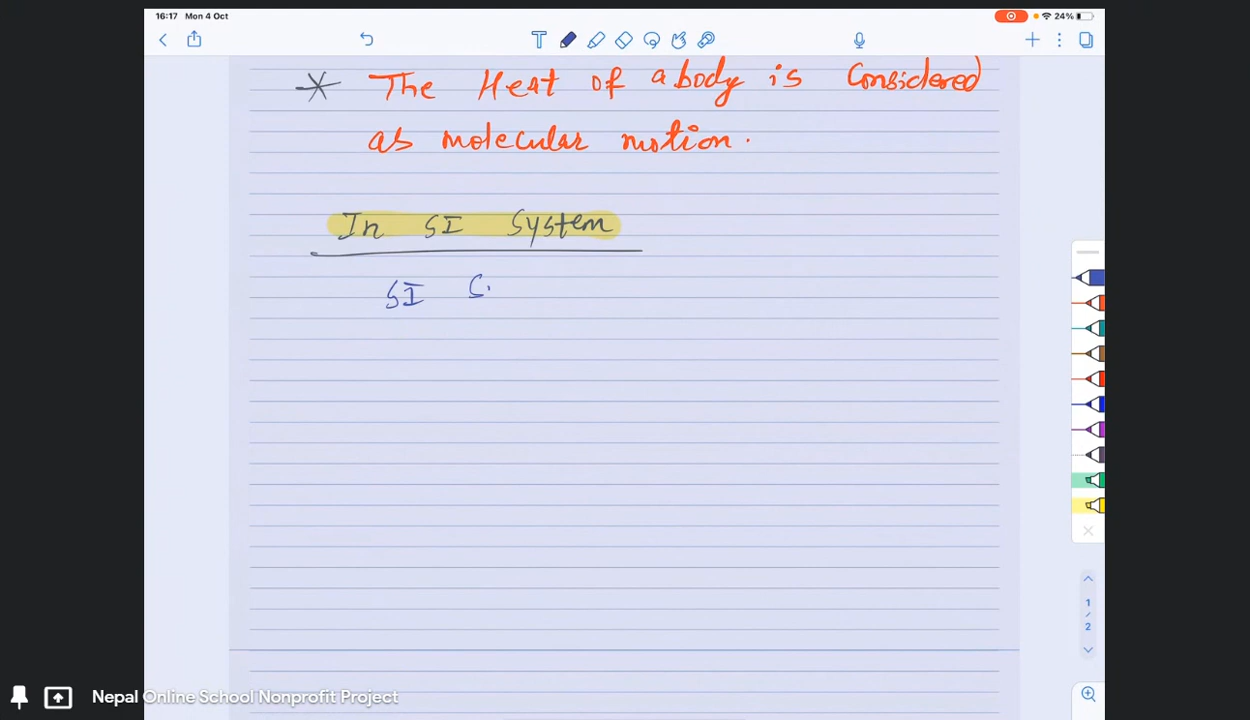 16:17 Mon 4 Oct
24%
* The Heat of a body is Considered
as molecular motion.
In SI System
SI S
1
/
2
Nepal Online School Nonprofit Project